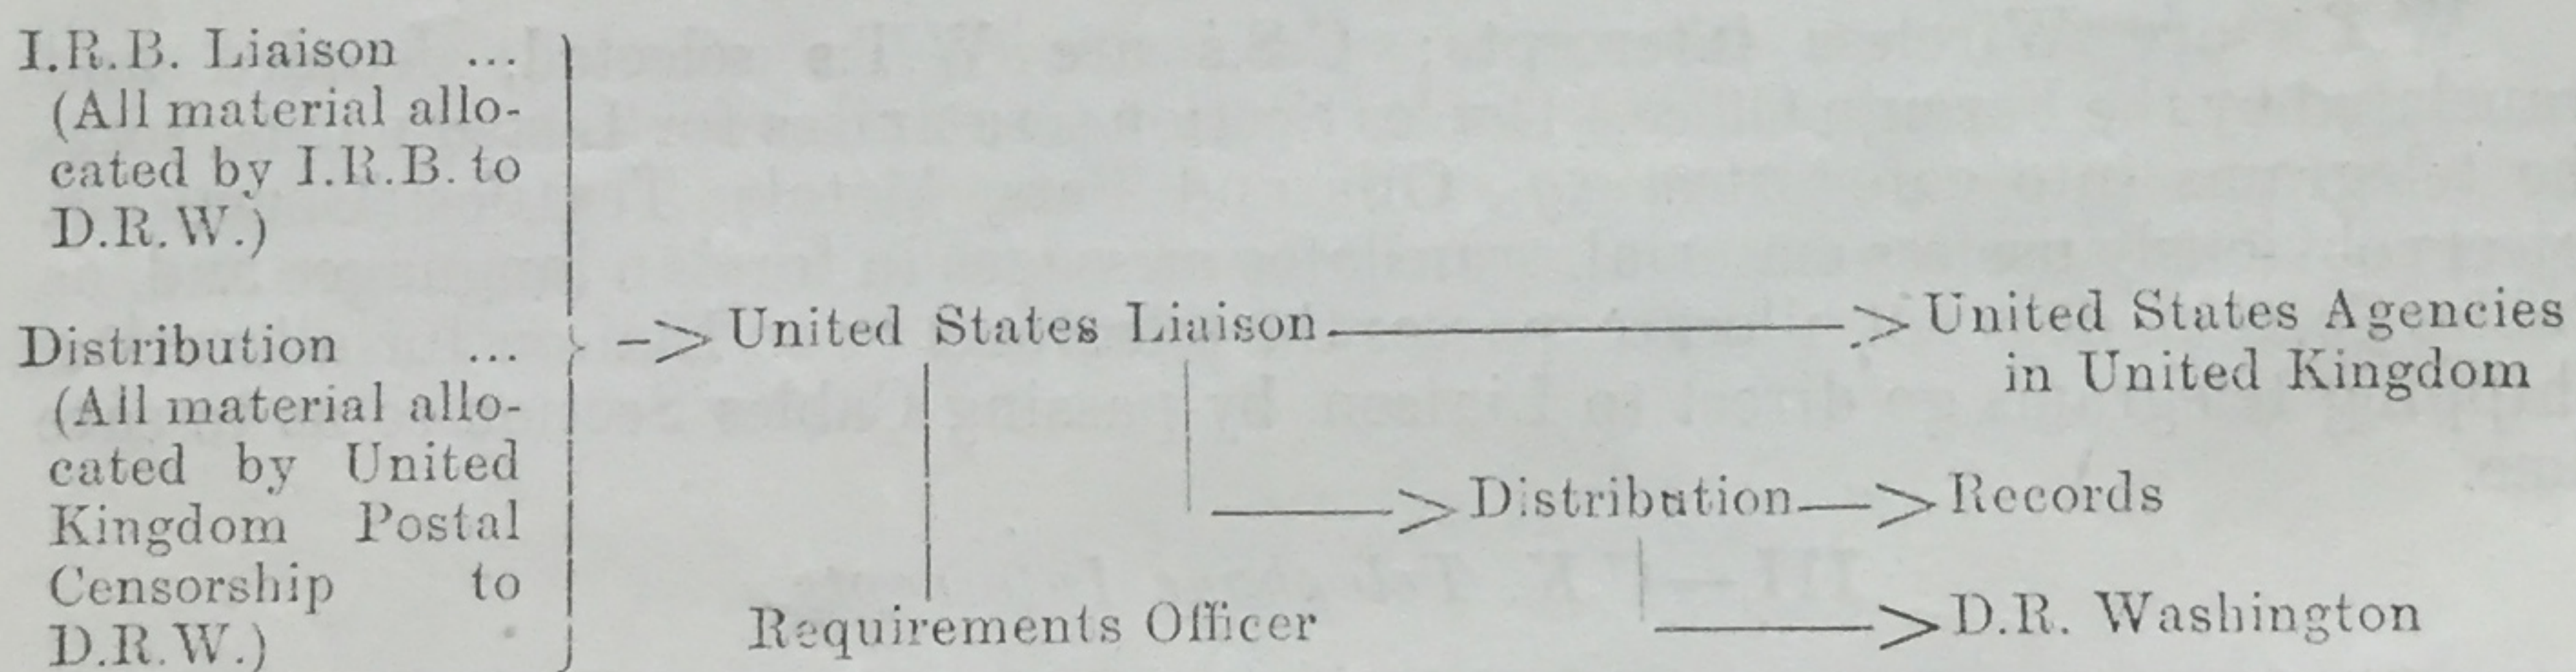 I.R.B. Liaison ...
(All material allo-
cated by I.R.B. to
D.R.W.)
Distribution ...
(All material allo-
cated by United
Kingdom Postal
Censorship to
D.R.W.)
United States Liaison
United States Agencies
in United Kingdom
Distribution
Records
Requirements Officer
D.R. Washington